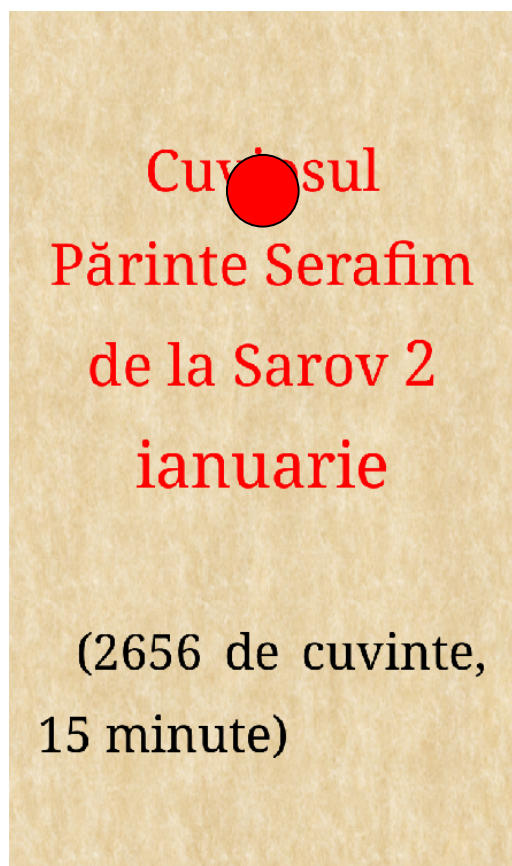 Părinte Serafim
de la Sarov 2
ianuarie
(2656 de cuvinte,
15 minute)